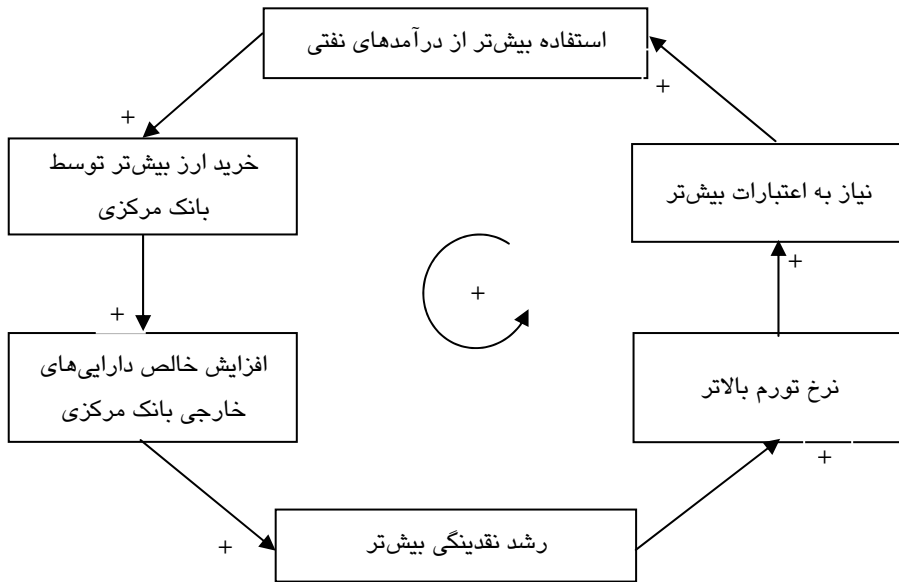 استفاده بیش‌تر از درآمدهای نفتی
+
+
خرید ارز بیش‌تر توسط
بانک مرکزی
نیاز به اعتبارات بیش‌تر
+
+
+
افزایش خالص دارایی‌های
خارجی بانک مرکزی
نرخ تورم بالاتر
+
+
رشد نقدینگی بیش‌تر